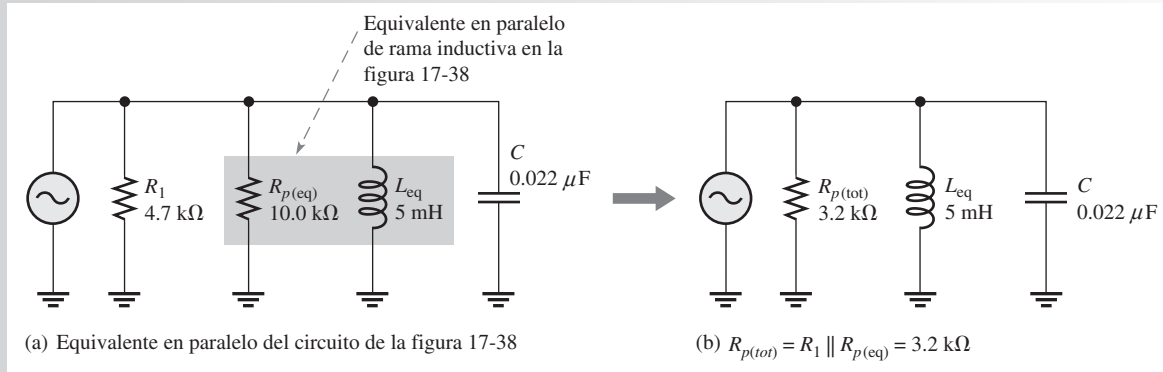 Equivalente en paralelo
de rama inductiva en la
figura 17-38
R1
4.7 kΩ
Rp(eq)
10.0 kΩ
Leq
5 mH
C
0.022 μF
Rp(tot)
3.2 kΩ
Leq
5 mH
C
0.022 μF
(a) Equivalente en paralelo del circuito de la figura 17-38
(b) Rp(tot) = R1 || Rp(eq) = 3.2 kΩ